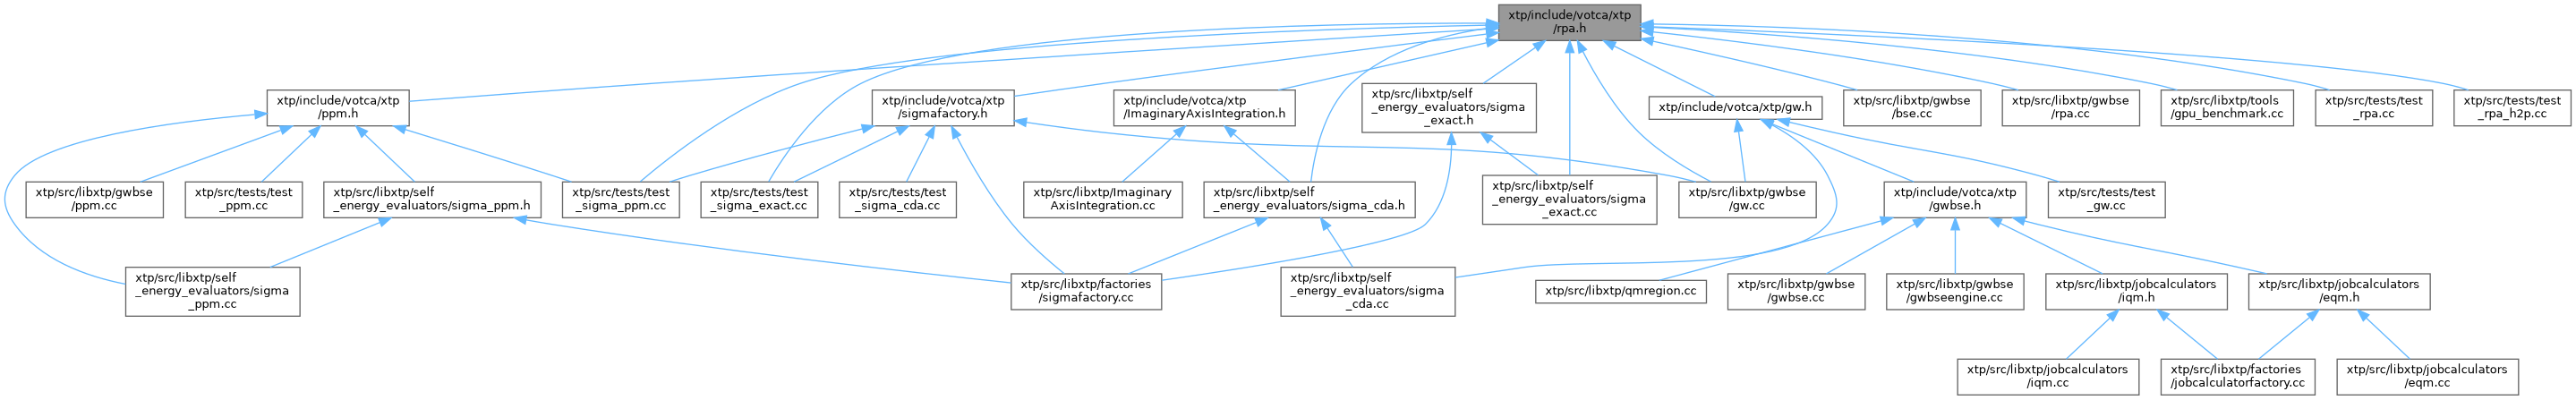 xtp/include/votca/xtp
/rpa.h
xtp/include/votca/xtp
/ppm.h
xtp/include/votca/xtp
/sigmafactory.h
xtp/include/votca/xtp
/ImaginaryAxisIntegration.h
xtp/src/libxtp/self
_energy_evaluators/sigma
_exact.h
xtp/include/votca/xtp/gw.h
xtp/src/libxtp/gwbse
/bse.cc
xtp/src/libxtp/gwbse
/rpa.cc
xtp/src/libxtp/tools
/gpu_benchmark.cc
xtp/src/tests/test
_rpa.cc
xtp/src/tests/test
_rpa_h2p.cc
xtp/src/libxtp/gwbse
/ppm.cc
xtp/src/tests/test
_ppm.cc
xtp/src/libxtp/self
_energy_evaluators/sigma_ppm.h
xtp/src/tests/test
_sigma_ppm.cc
xtp/src/tests/test
_sigma_exact.cc
xtp/src/tests/test
_sigma_cda.cc
xtp/src/libxtp/Imaginary
AxisIntegration.cc
xtp/src/libxtp/self
_energy_evaluators/sigma_cda.h
xtp/src/libxtp/self
_energy_evaluators/sigma
_exact.cc
xtp/src/libxtp/gwbse
/gw.cc
xtp/include/votca/xtp
/gwbse.h
xtp/src/tests/test
_gw.cc
xtp/src/libxtp/self
_energy_evaluators/sigma
_ppm.cc
xtp/src/libxtp/factories
/sigmafactory.cc
xtp/src/libxtp/self
_energy_evaluators/sigma
_cda.cc
xtp/src/libxtp/qmregion.cc
xtp/src/libxtp/gwbse
/gwbse.cc
xtp/src/libxtp/gwbse
/gwbseengine.cc
xtp/src/libxtp/jobcalculators
/iqm.h
xtp/src/libxtp/jobcalculators
/eqm.h
xtp/src/libxtp/jobcalculators
/iqm.cc
xtp/src/libxtp/factories
/jobcalculatorfactory.cc
xtp/src/libxtp/jobcalculators
/eqm.cc